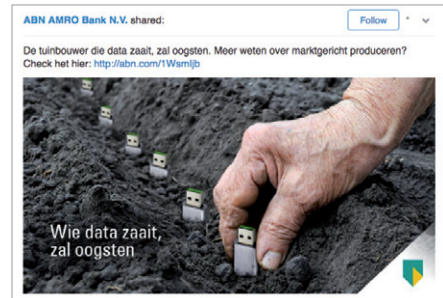 ABN AMRO Bank N.V. shared:
Follow
De tuinbouwer die data zaait, zal oogsten. Meer weten over marktgericht produceren?
Check het hier: http://abn.com/1Wsmljb
Wie data zaait,
zal oogsten